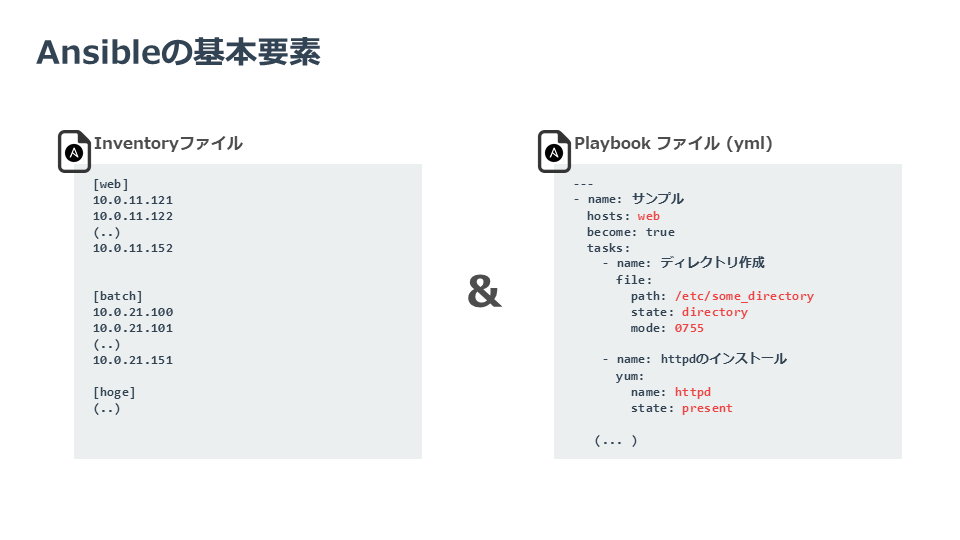 Ansibleの基本要素
Inventoryファイル
[web]
10.0.11.121
10.0.11.122
(..)
10.0.11.152
[batch]
10.0.21.100
10.0.21.101
(..)
10.0.21.151
[hoge]
(..)
&
Playbook ファイル (yml)
---
- name: サンプル
  hosts: web
  become: true
  tasks:
    - name: ディレクトリ作成
      file:
        path: /etc/some_directory
        state: directory
        mode: 0755
    - name: httpdのインストール
      yum:
        name: httpd
        state: present
   (... )